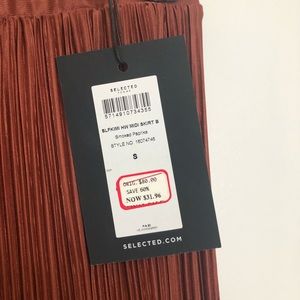 SELECTED
FEMME
5714910734355
SLFKIMI HW MIDI SKIRT B
Smoked Paprika
STYLE NO: 16074745
S
ORIG. $80.00
SAVE 60%
NOW $31.96
SELECTED.COM